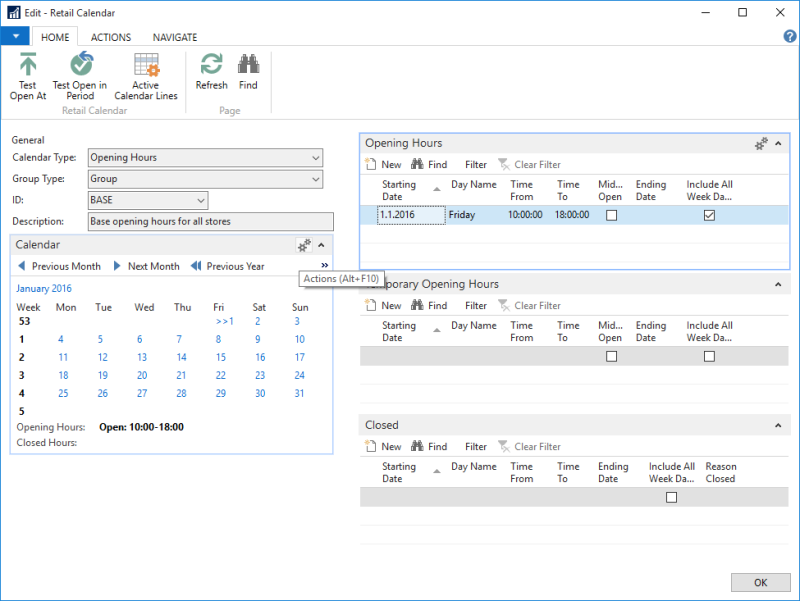 Edit - Retail Calendar
HOME ACTIONS NAVIGATE
Test Open At
Test Open in Period
Active Calendar Lines
Refresh
Find
Retail Calendar
Page
General
Calendar Type: Opening Hours
Group Type: Group
ID: BASE
Description: Base opening hours for all stores
Calendar
Previous Month Next Month Previous Year »
Actions (Alt+F10)
January 2016
Week Mon Tue Wed Thu Fri Sat Sun
53 >>1 2 3
1 4 5 6 7 8 9 10
2 11 12 13 14 15 16 17
3 18 19 20 21 22 23 24
4 25 26 27 28 29 30 31
5
Opening Hours: Open: 10:00-18:00
Closed Hours:
Opening Hours
New Find Filter Clear Filter
Starting Date Day Name Time From Time To Mid... Open Ending Date Include All Week Da...
1.1.2016 Friday 10:00:00 18:00:00
Temporary Opening Hours
New Find Filter Clear Filter
Starting Date Day Name Time From Time To Mid... Open Ending Date Include All Week Da...
Closed
New Find Filter Clear Filter
Starting Date Day Name Time From Time To Ending Date Include All Week Da... Reason Closed
OK